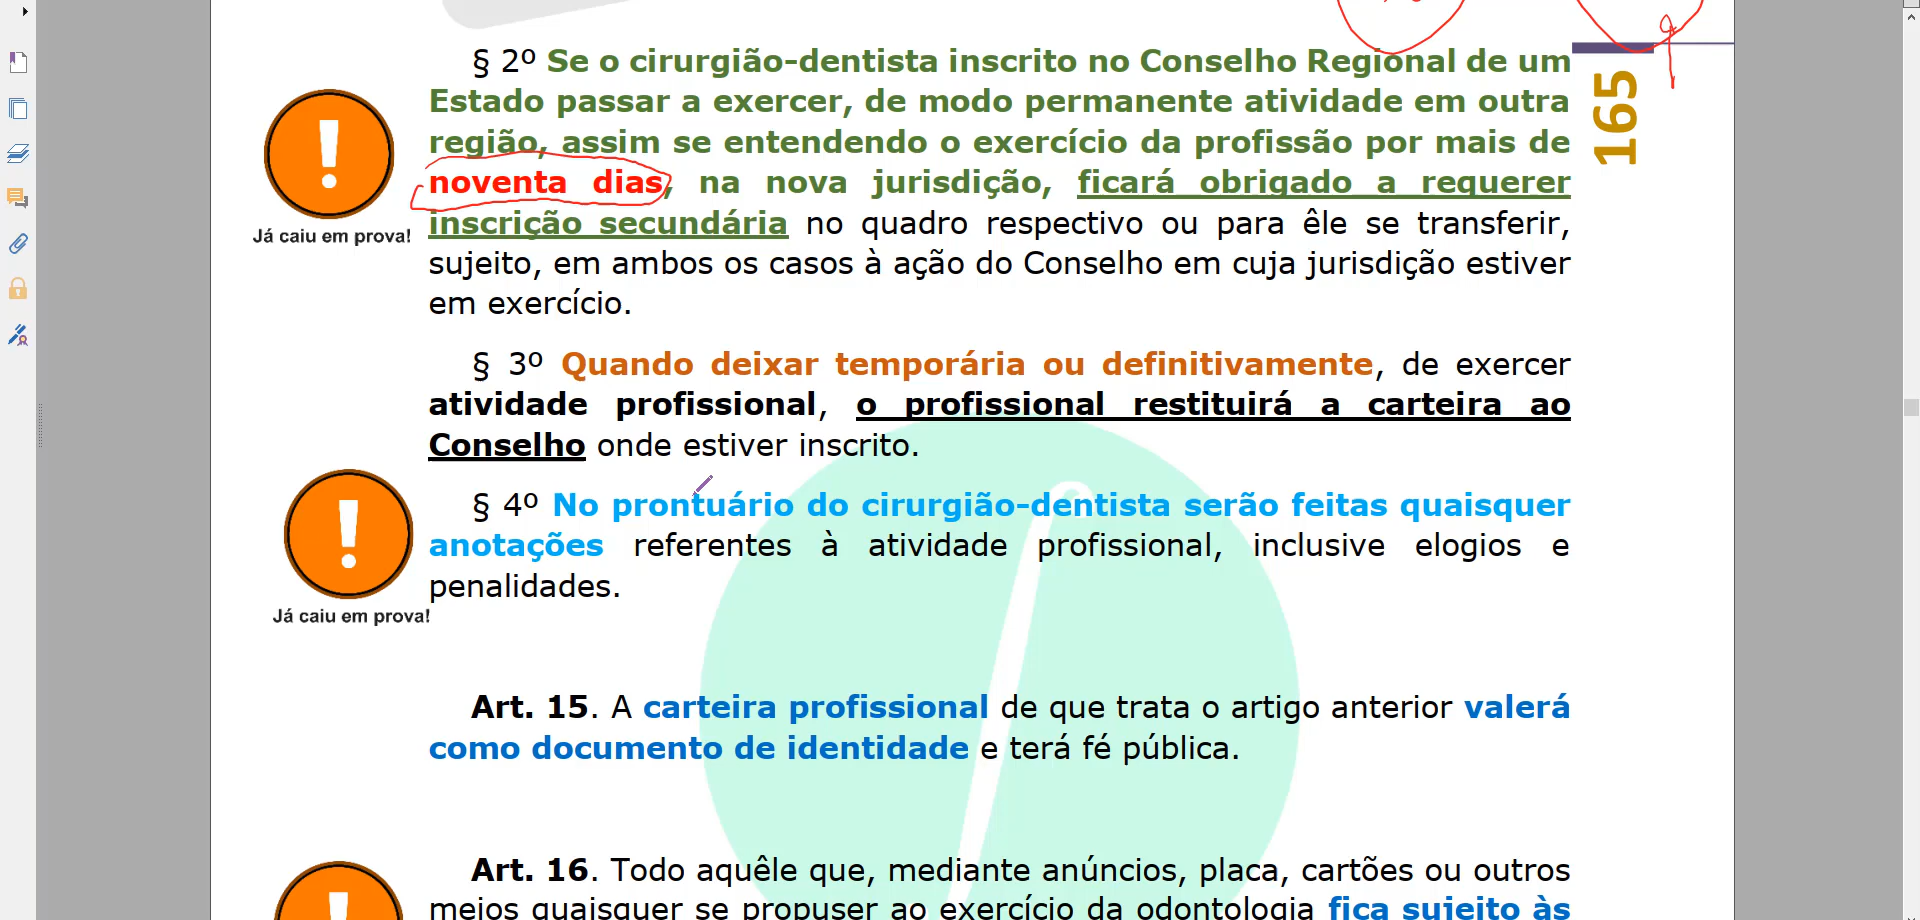 § 2º Se o cirurgião-dentista inscrito no Conselho Regional de um
Estado passar a exercer, de modo permanente atividade em outra
região, assim se entendendo o exercício da profissão por mais de
noventa dias, na nova jurisdição, ficará obrigado a requerer
inscrição secundária no quadro respectivo ou para êle se transferir,
sujeito, em ambos os casos à ação do Conselho em cuja jurisdição estiver
em exercício.
165
Já caiu em prova!
§ 3º Quando deixar temporária ou definitivamente, de exercer
atividade profissional, o profissional restituirá a carteira ao
Conselho onde estiver inscrito.
§ 4º No prontuário do cirurgião-dentista serão feitas quaisquer
anotações referentes à atividade profissional, inclusive elogios e
penalidades.
Já caiu em prova!
Art. 15. A carteira profissional de que trata o artigo anterior valerá
como documento de identidade e terá fé pública.
Art. 16. Todo aquêle que, mediante anúncios, placa, cartões ou outros
meios quaisquer se propuser ao exercício da odontologia fica sujeito às